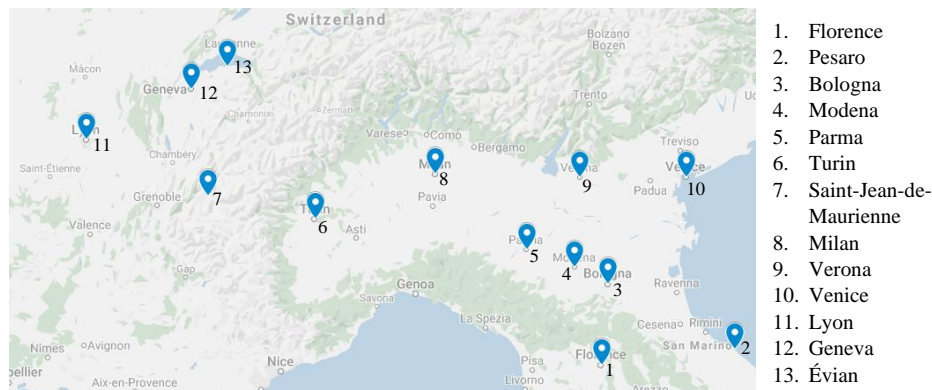 Switzerland
Lausanne
Bolzano
Bozen
13
Mâcon
Geneva
12
Trento
Chamonix
Zermatt
Lyon
11
Varese
Como
Bergamo
Treviso
Saint-Étienne
Chambéry
Milan
8
Verona
9
Venice
10
Padua
Grenoble
7
Pavia
Turin
6
Asti
Valence
Parma
5
Modena
4
Bologna
3
Gap
Genoa
Savona
Ravenna
La Spezia
Cesena
Rimini
San Marino
2
Nîmes
Avignon
Nice
Pisa
Florence
1
Livorno
Arezzo
Aix-en-Provence
1. Florence
2. Pesaro
3. Bologna
4. Modena
5. Parma
6. Turin
7. Saint-Jean-de-
Maurienne
8. Milan
9. Verona
10. Venice
11. Lyon
12. Geneva
13. Évian